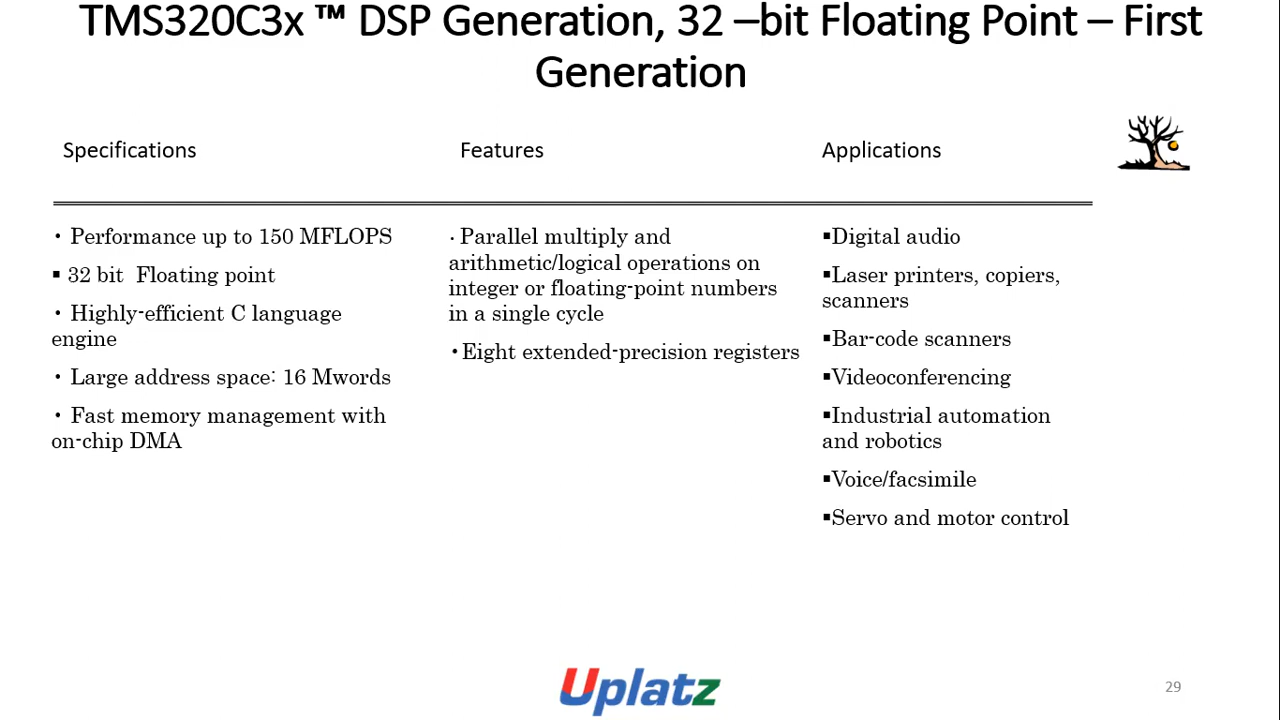 TMS320C3x ™ DSP Generation, 32 –bit Floating Point – First
Generation
Specifications
Features
Applications
• Performance up to 150 MFLOPS
▪ 32 bit  Floating point
• Highly-efficient C language
engine
• Large address space: 16 Mwords
• Fast memory management with
on-chip DMA
· Parallel multiply and
arithmetic/logical operations on
integer or floating-point numbers
in a single cycle
•Eight extended-precision registers
▪Digital audio
▪Laser printers, copiers,
scanners
▪Bar-code scanners
▪Videoconferencing
▪Industrial automation
and robotics
▪Voice/facsimile
▪Servo and motor control
Uplatz
29